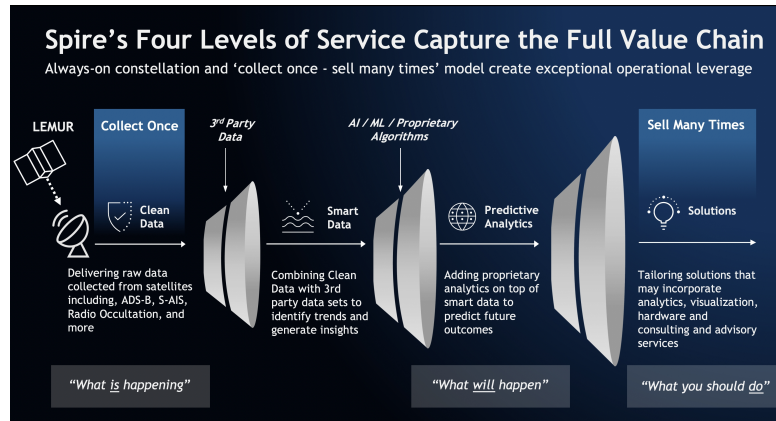 Spire's Four Levels of Service Capture the Full Value Chain
Always-on constellation and 'collect once - sell many times' model create exceptional operational leverage
LEMUR
Collect Once
3rd Party
Data
AI / ML / Proprietary
Algorithms
Sell Many Times
Clean
Data
Smart
Data
Predictive
Analytics
Solutions
Delivering raw data
collected from satellites
including, ADS-B, S-AIS,
Radio Occultation, and
more
Combining Clean
Data with 3rd
party data sets to
identify trends and
generate insights
Adding proprietary
analytics on top of
smart data to
predict future
outcomes
Tailoring solutions that
may incorporate
analytics, visualization,
hardware and
consulting and advisory
services
"What is happening"
"What will happen"
"What you should do"